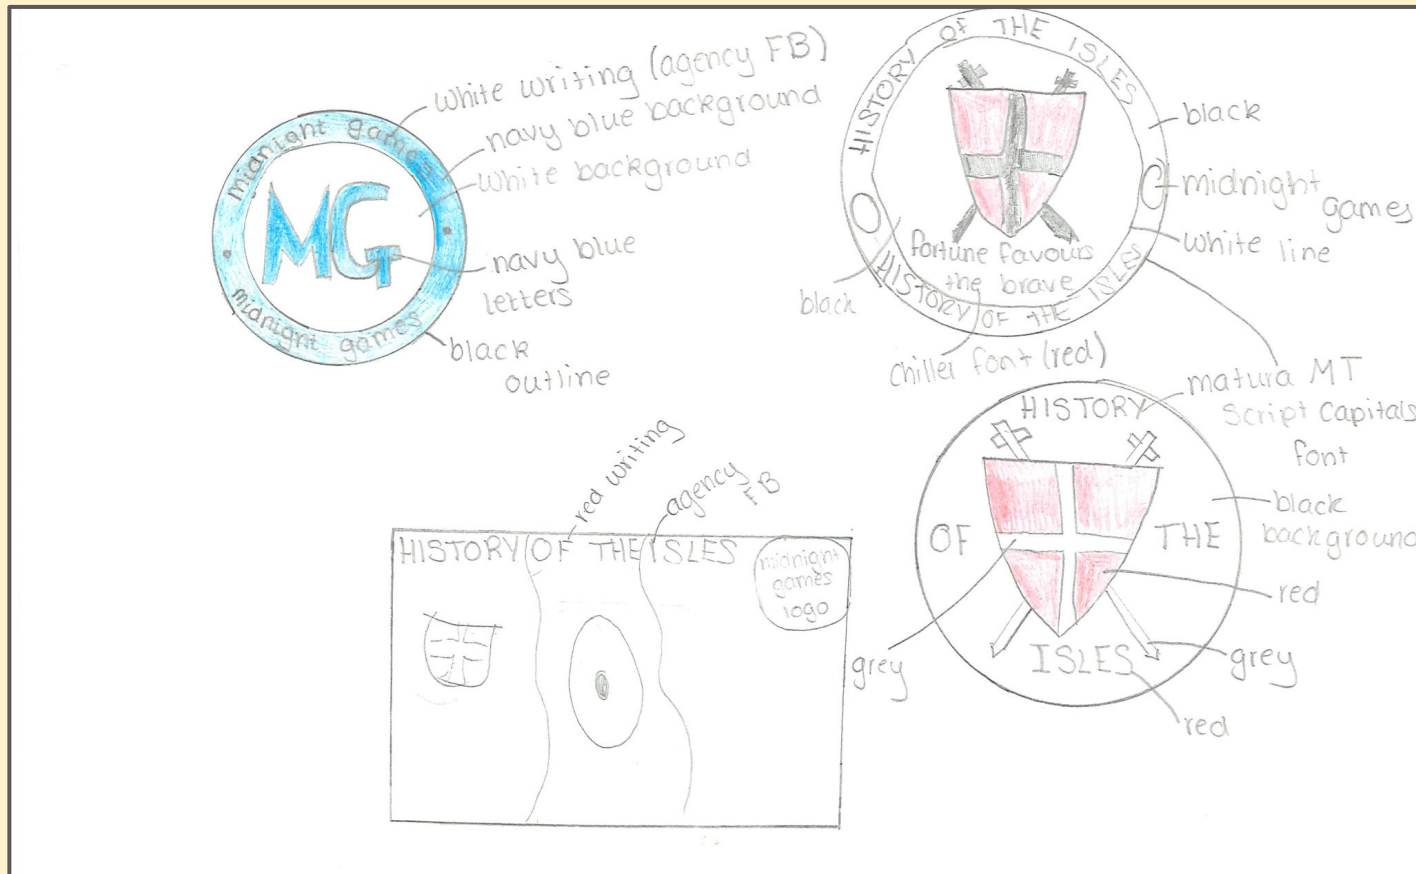 white writing (agency FB)
navy blue background
white background
midnight games
MG
midnight games
navy blue
letters
black
outline
HISTORY OF THE ISLES
black
midnight
games
white line
fortune favours
the brave
black
HISTORY OF THE ISLES
chiller font (red)
matura MT
Script Capitals
font
HISTORY
OF
THE
ISLES
black
background
red
grey
grey
red
red writing
agency
FB
HISTORY OF THE ISLES
midnight
games
logo